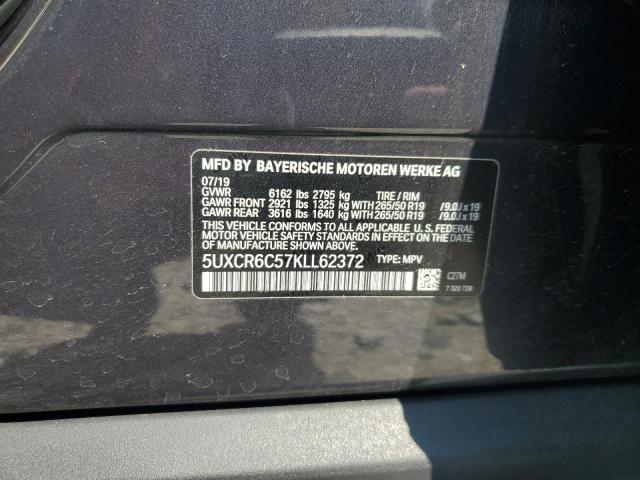 MFD BY BAYERISCHE MOTOREN WERKE AG
07/19
GVWR 6162 lbs 2795 kg TIRE / RIM
GAWR FRONT 2921 lbs 1325 kg WITH 265/50 R19 /9.0J x 19
GAWR REAR 3616 lbs 1640 kg WITH 265/50 R19 /9.0J x 19
THIS VEHICLE CONFORMS TO ALL APPLICABLE U.S. FEDERAL
MOTOR VEHICLE SAFETY STANDARDS IN EFFECT ON THE DATE OF
MANUFACTURE SHOWN ABOVE.
5UXCR6C57KLL62372 TYPE: MPV
C27M
7 320 729